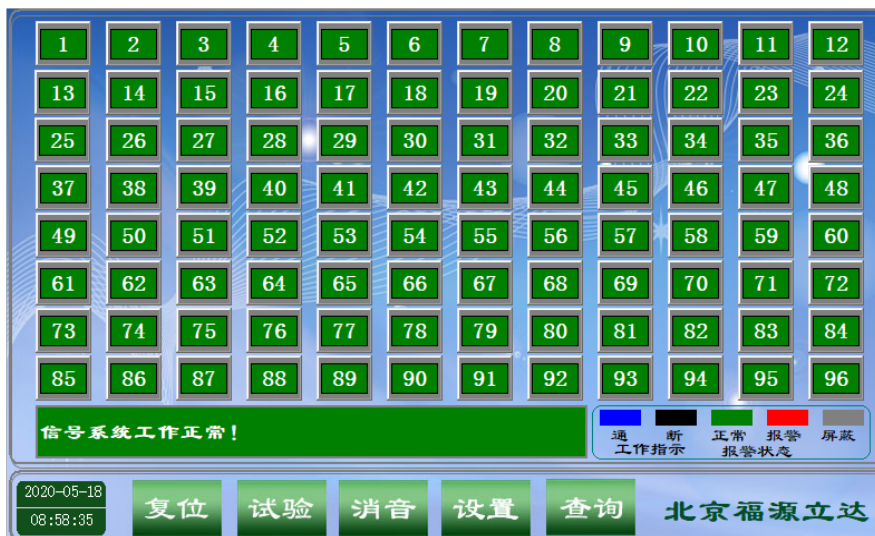 1 2 3 4 5 6 7 8 9 10 11 12
13 14 15 16 17 18 19 20 21 22 23 24
25 26 27 28 29 30 31 32 33 34 35 36
37 38 39 40 41 42 43 44 45 46 47 48
49 50 51 52 53 54 55 56 57 58 59 60
61 62 63 64 65 66 67 68 69 70 71 72
73 74 75 76 77 78 79 80 81 82 83 84
85 86 87 88 89 90 91 92 93 94 95 96
信号系统工作正常!
通 断 正常 报警 屏蔽
工作指示 报警状态
2020-05-18
08:58:35
复位 试验 消音 设置 查询 北京福源立达